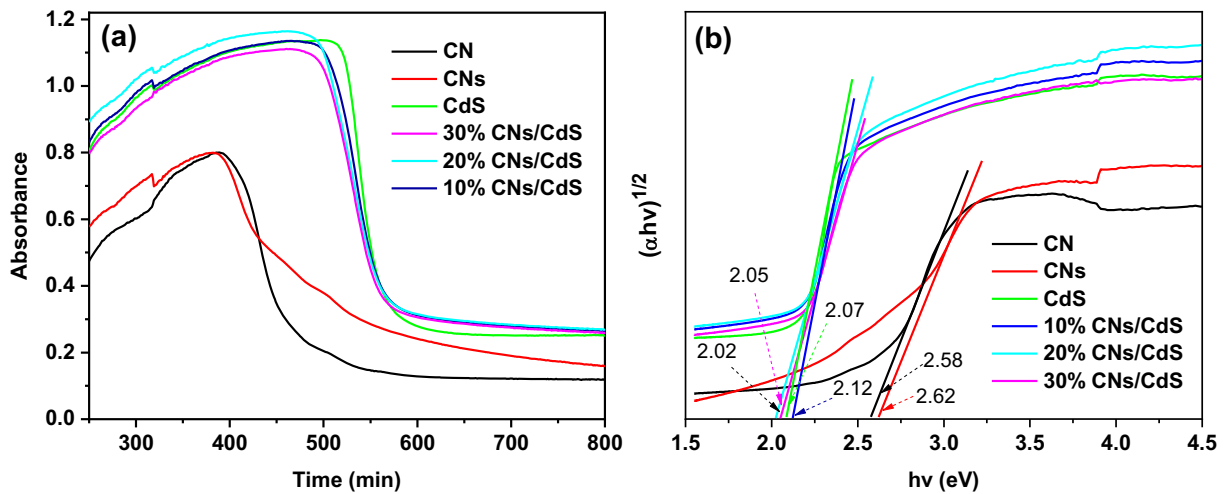 (a)
CN
CNs
CdS
30% CNs/CdS
20% CNs/CdS
10% CNs/CdS
1.2
1.0
0.8
0.6
0.4
0.2
0.0
Absorbance
300 400 500 600 700 800
Time (min)
(b)
CN
CNs
CdS
10% CNs/CdS
20% CNs/CdS
30% CNs/CdS
2.05
2.07
2.02
2.12
2.58
2.62
(αhv)1/2
1.5 2.0 2.5 3.0 3.5 4.0 4.5
hv (eV)